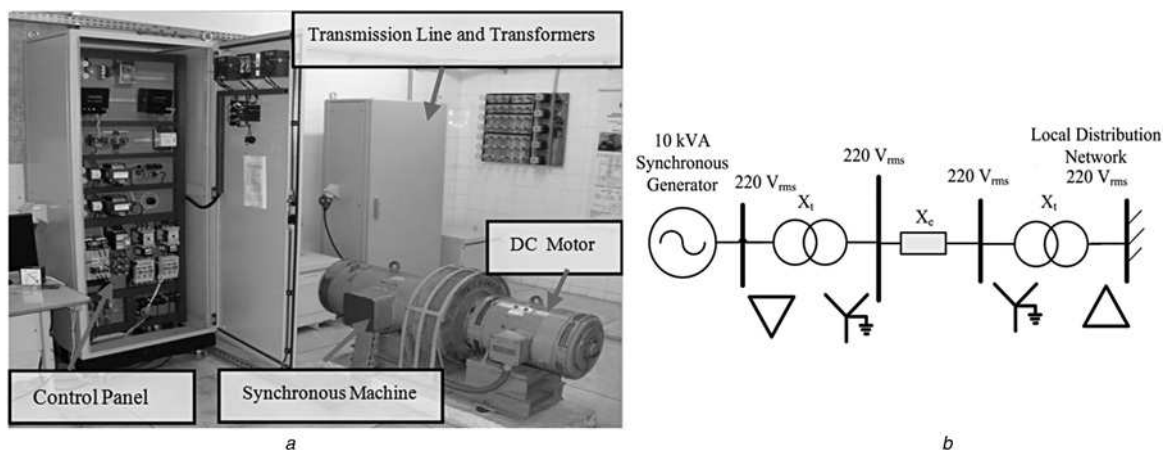 Transmission Line and Transformers
DC Motor
Control Panel
Synchronous Machine
a
10 kVA
Synchronous
Generator
220 Vrms
Xt
220 Vrms
Xe
220 Vrms
Xt
Local Distribution
Network
220 Vrms
b